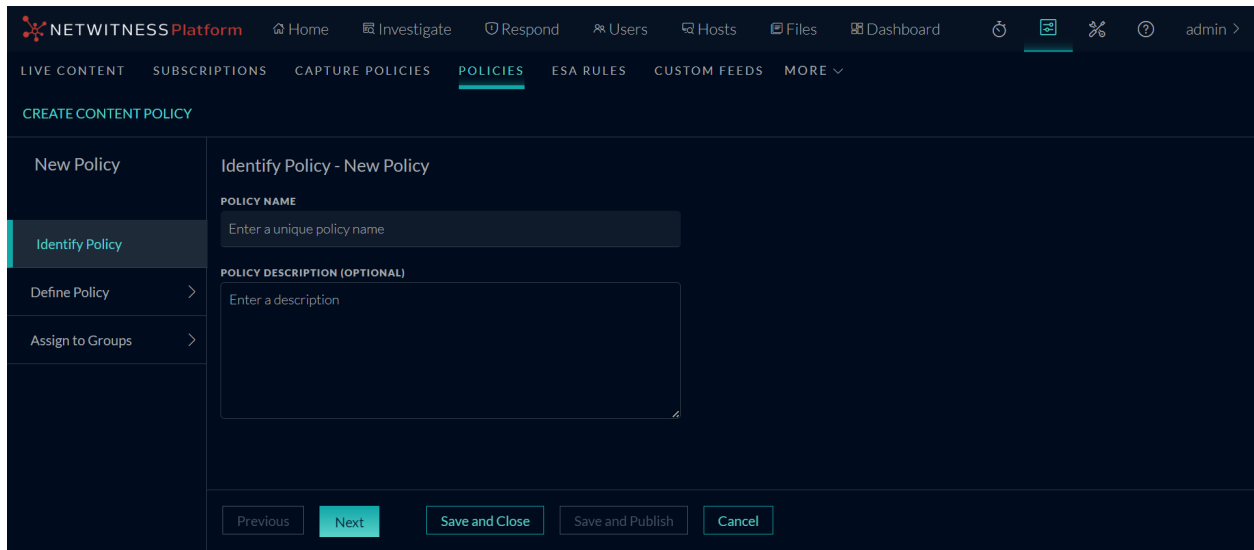 NETWITNESS Platform Home Investigate Respond Users Hosts Files Dashboard admin >
LIVE CONTENT SUBSCRIPTIONS CAPTURE POLICIES POLICIES ESA RULES CUSTOM FEEDS MORE
CREATE CONTENT POLICY
New Policy
Identify Policy
Define Policy
Assign to Groups
Identify Policy - New Policy
POLICY NAME
Enter a unique policy name
POLICY DESCRIPTION (OPTIONAL)
Enter a description
Previous Next Save and Close Save and Publish Cancel